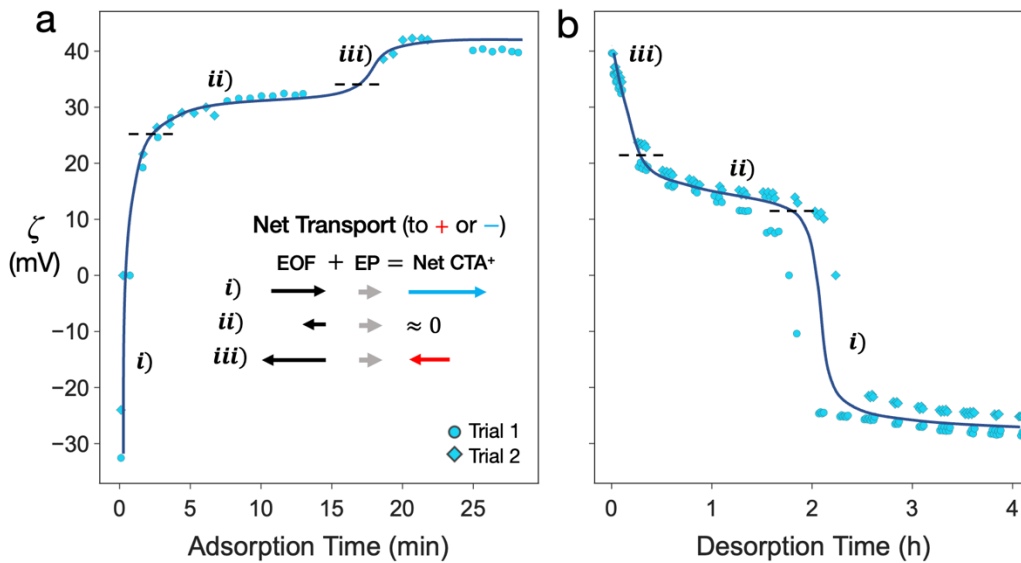 a
b
40
30
20
10
0
−10
−20
−30
ζ
(mV)
i)
ii)
iii)
Net Transport (to + or −)
EOF + EP = Net CTA⁺
i)
ii) ≈ 0
iii)
Trial 1
Trial 2
0 5 10 15 20 25
Adsorption Time (min)
iii)
ii)
i)
0 1 2 3 4
Desorption Time (h)